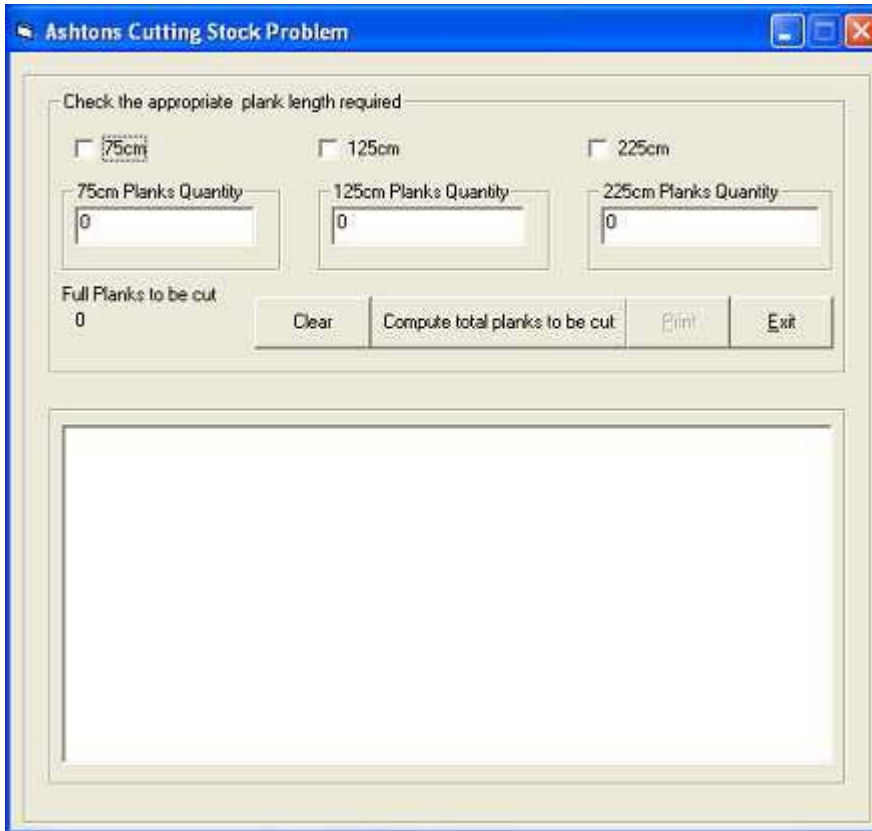 Ashtons Cutting Stock Problem
Check the appropriate plank length required
75cm 125cm 225cm
75cm Planks Quantity 125cm Planks Quantity 225cm Planks Quantity
0 0 0
Full Planks to be cut
0 Clear Compute total planks to be cut Print Exit